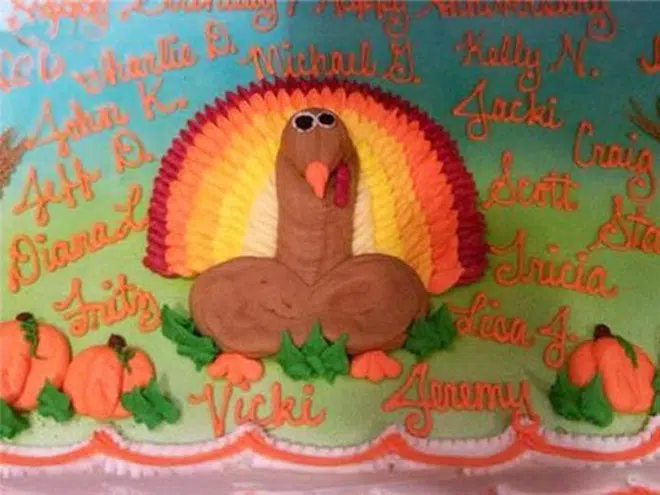 Happy Birthday / Happy Anniversary
Charlie D. Michael G. Kelly N.
John K. Jacki
Jeff D. Craig
Diana L. Scott
Fritz Tricia
Lisa J.
Vicki Jeremy